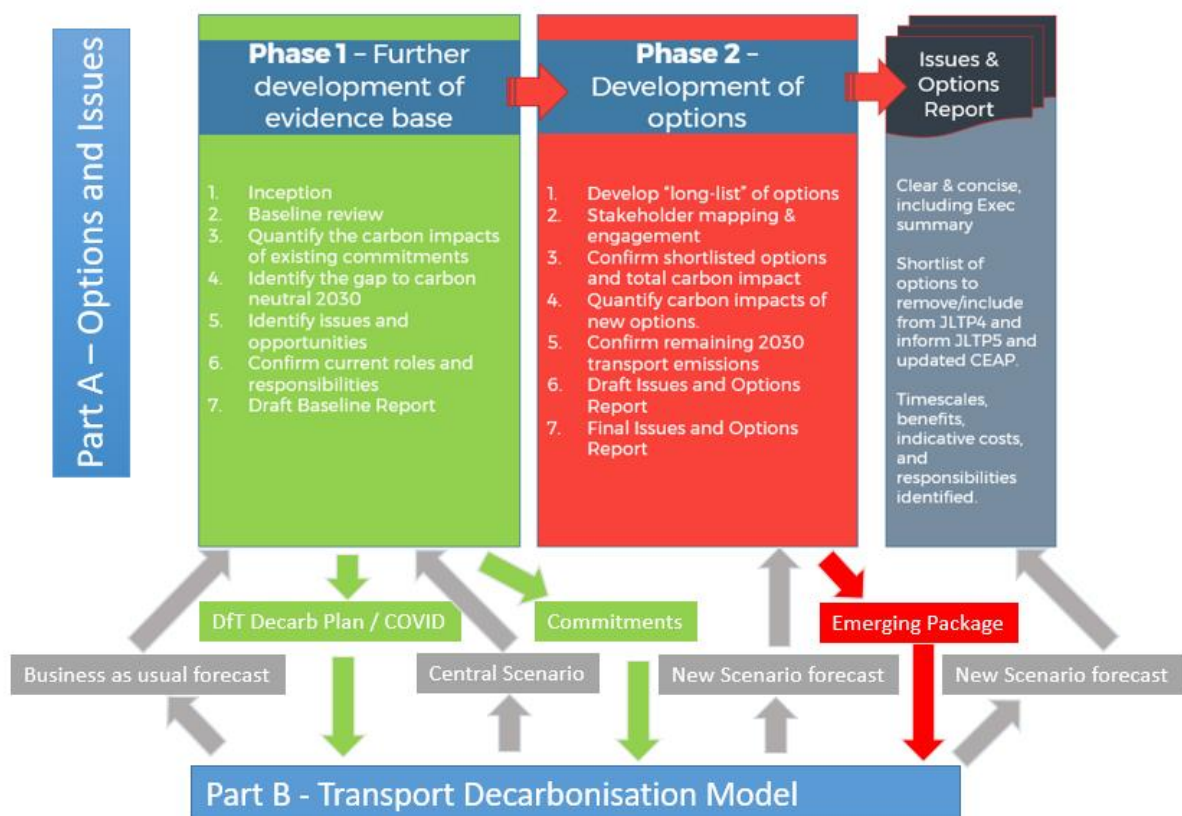 Part A – Options and Issues
Phase 1 – Further
development of
evidence base
1. Inception
2. Baseline review
3. Quantify the carbon impacts
of existing commitments
4. Identify the gap to carbon
neutral 2030
5. Identify issues and
opportunities
6. Confirm current roles and
responsibilities
7. Draft Baseline Report
Phase 2 –
Development of
options
1. Develop “long-list” of options
2. Stakeholder mapping &
engagement
3. Confirm shortlisted options
and total carbon impact
4. Quantify carbon impacts of
new options.
5. Confirm remaining 2030
transport emissions
6. Draft Issues and Options
Report
7. Final Issues and Options
Report
Issues &
Options
Report
Clear & concise,
including Exec
summary
Shortlist of
options to
remove/include
from JLTP4 and
inform JLTP5 and
updated CEAP.
Timescales,
benefits,
indicative costs,
and
responsibilities
identified.
DfT Decarb Plan / COVID
Commitments
Emerging Package
Business as usual forecast
Central Scenario
New Scenario forecast
New Scenario forecast
Part B - Transport Decarbonisation Model